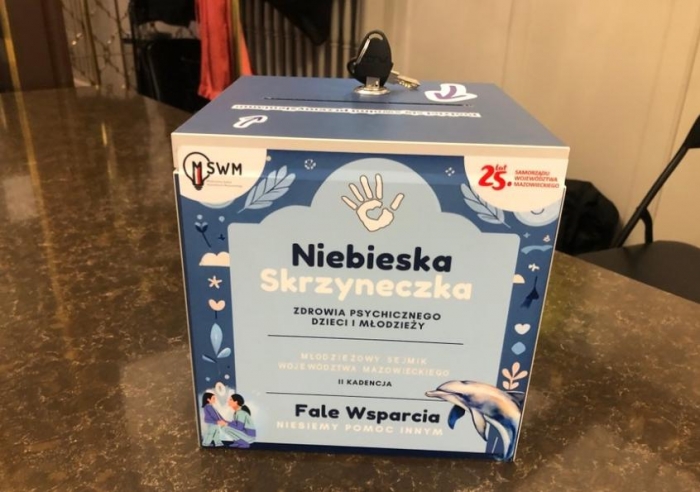 MSWM
25 lat
SAMORZĄDU
WOJEWÓDZTWA
MAZOWIECKIEGO
Niebieska
Skrzyneczka
ZDROWIA PSYCHICZNEGO
DZIECI I MŁODZIEŻY
MŁODZIEŻOWY SEJMIK
WOJEWÓDZTWA MAZOWIECKIEGO
II KADENCJA
Fale Wsparcia
NIEBIEMY POMOC INNYM